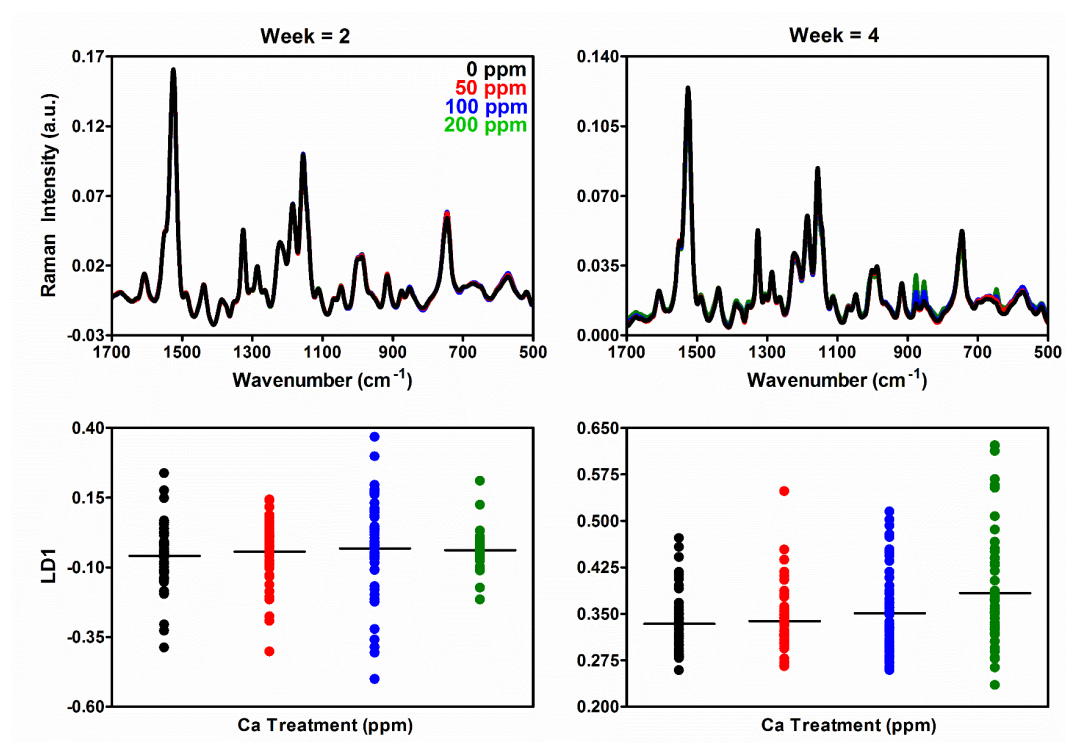 Week = 2
0.17
0.12
0.07
0.02
-0.03
Raman Intensity (a.u.)
0 ppm
50 ppm
100 ppm
200 ppm
1700 1500 1300 1100 900 700 500
Wavenumber (cm⁻¹)
Week = 4
0.140
0.105
0.070
0.035
0.000
1700 1500 1300 1100 900 700 500
Wavenumber (cm⁻¹)
0.40
0.15
-0.10
-0.35
-0.60
LD1
Ca Treatment (ppm)
0.650
0.575
0.500
0.425
0.350
0.275
0.200
Ca Treatment (ppm)